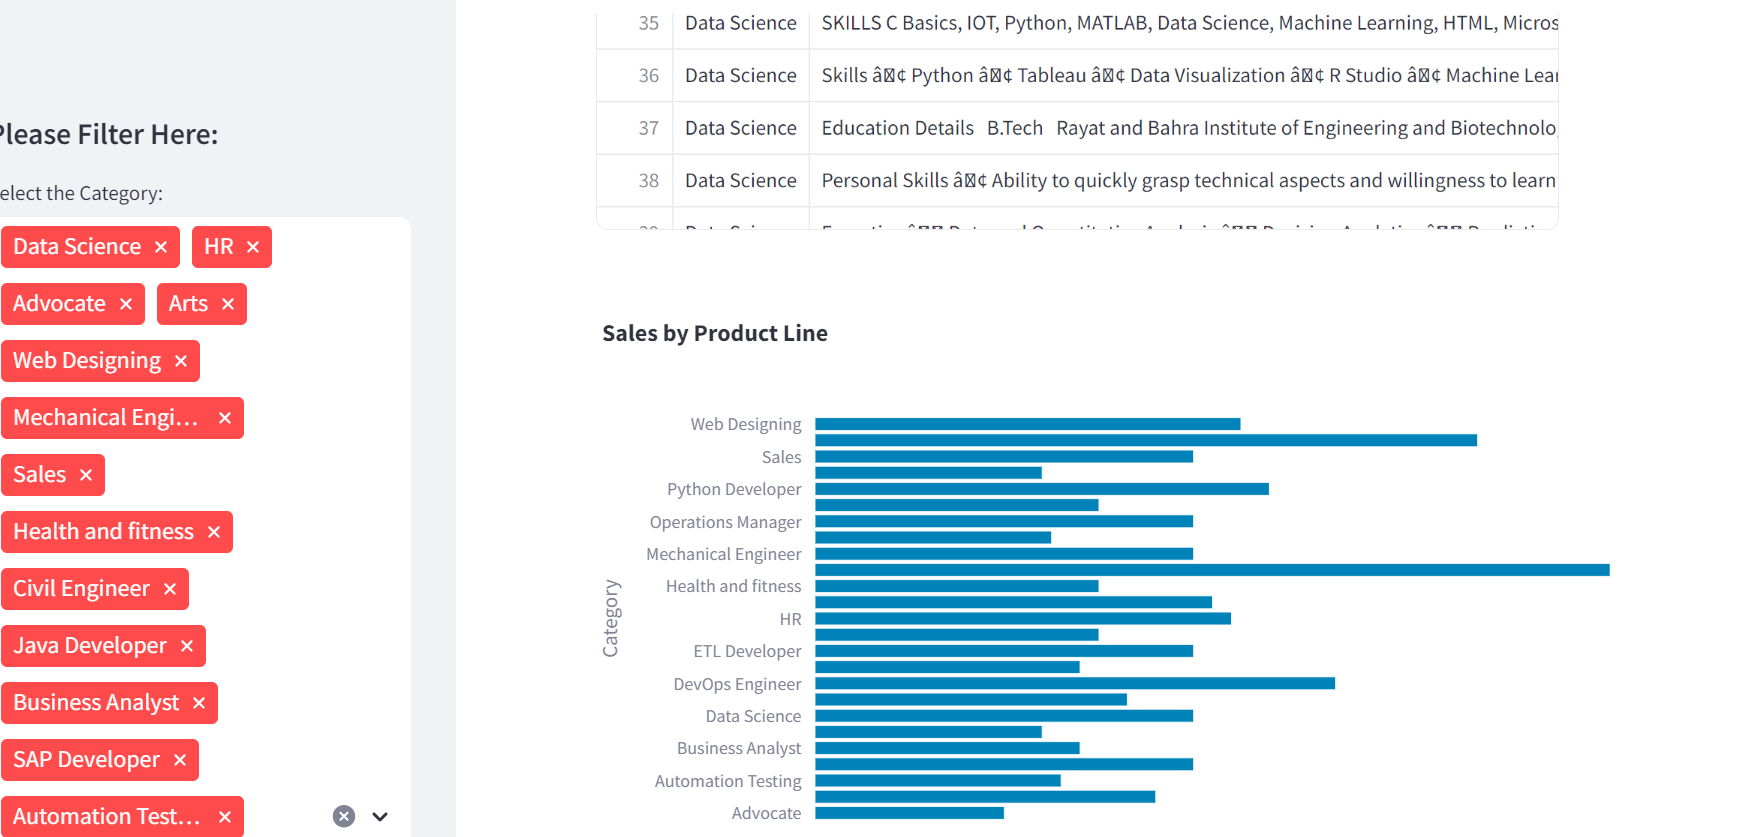 Please Filter Here:
elect the Category:
Data Science × HR ×
Advocate × Arts ×
Web Designing ×
Mechanical Engi... ×
Sales ×
Health and fitness ×
Civil Engineer ×
Java Developer ×
Business Analyst ×
SAP Developer ×
Automation Test... ×
35 Data Science SKILLS C Basics, IOT, Python, MATLAB, Data Science, Machine Learning, HTML, Micros
36 Data Science Skills â¢ Python â¢ Tableau â¢ Data Visualization â¢ R Studio â¢ Machine Lear
37 Data Science Education Details B.Tech Rayat and Bahra Institute of Engineering and Biotechnolo
38 Data Science Personal Skills â¢ Ability to quickly grasp technical aspects and willingness to learn
Sales by Product Line
Category
Web Designing
Sales
Python Developer
Operations Manager
Mechanical Engineer
Health and fitness
HR
ETL Developer
DevOps Engineer
Data Science
Business Analyst
Automation Testing
Advocate